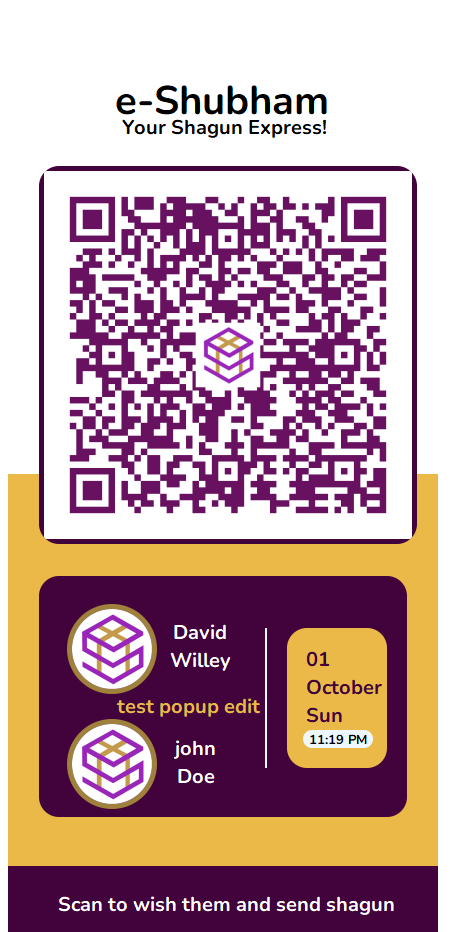 e-Shubham
Your Shagun Express!
David
Willey
test popup edit
john
Doe
01
October
Sun
11:19 PM
Scan to wish them and send shagun